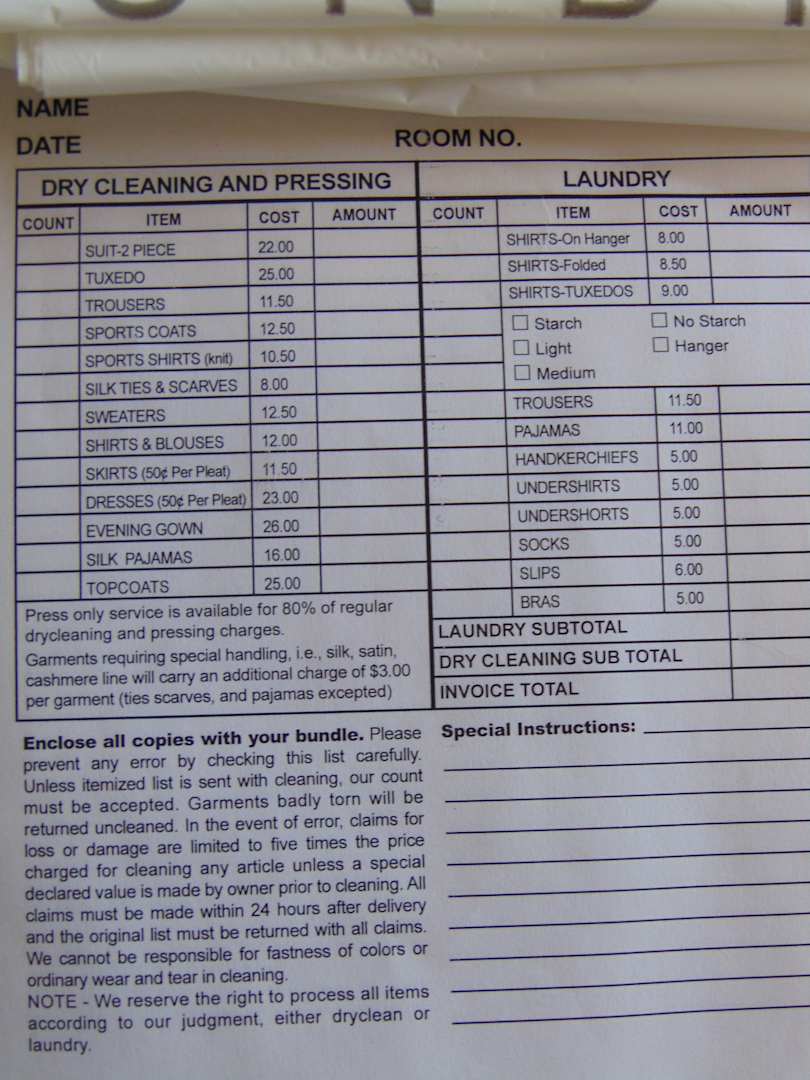 NAME
DATE
ROOM NO.
DRY CLEANING AND PRESSING
COUNT ITEM COST AMOUNT
SUIT-2 PIECE 22.00
TUXEDO 25.00
TROUSERS 11.50
SPORTS COATS 12.50
SPORTS SHIRTS (knit) 10.50
SILK TIES & SCARVES 8.00
SWEATERS 12.50
SHIRTS & BLOUSES 12.00
SKIRTS (50¢ Per Pleat) 11.50
DRESSES (50¢ Per Pleat) 23.00
EVENING GOWN 26.00
SILK PAJAMAS 16.00
TOPCOATS 25.00
Press only service is available for 80% of regular
drycleaning and pressing charges.
Garments requiring special handling, i.e., silk, satin,
cashmere line will carry an additional charge of $3.00
per garment (ties scarves, and pajamas excepted)
LAUNDRY
COUNT ITEM COST AMOUNT
SHIRTS-On Hanger 8.00
SHIRTS-Folded 8.50
SHIRTS-TUXEDOS 9.00
Starch No Starch
Light Hanger
Medium
TROUSERS 11.50
PAJAMAS 11.00
HANDKERCHIEFS 5.00
UNDERSHIRTS 5.00
UNDERSHORTS 5.00
SOCKS 5.00
SLIPS 6.00
BRAS 5.00
LAUNDRY SUBTOTAL
DRY CLEANING SUB TOTAL
INVOICE TOTAL
Enclose all copies with your bundle. Please
prevent any error by checking this list carefully.
Unless itemized list is sent with cleaning, our count
must be accepted. Garments badly torn will be
returned uncleaned. In the event of error, claims for
loss or damage are limited to five times the price
charged for cleaning any article unless a special
declared value is made by owner prior to cleaning. All
claims must be made within 24 hours after delivery
and the original list must be returned with all claims.
We cannot be responsible for fastness of colors or
ordinary wear and tear in cleaning.
NOTE - We reserve the right to process all items
according to our judgment, either dryclean or
laundry.
Special Instructions: